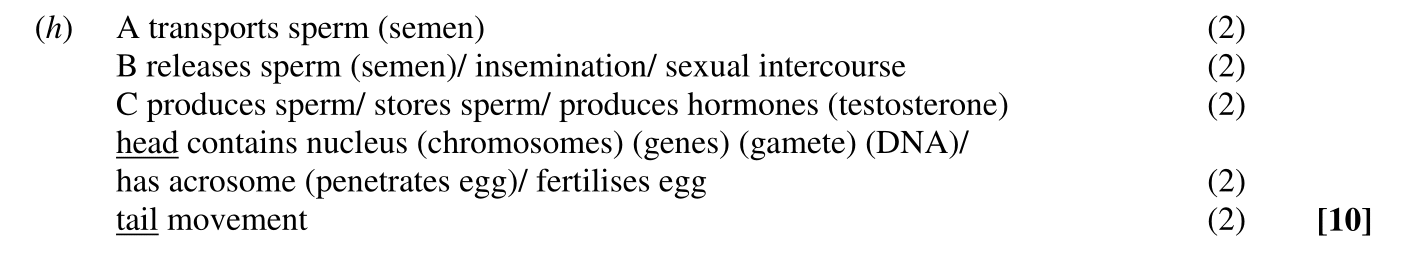 (h) A transports sperm (semen) (2)
B releases sperm (semen)/ insemination/ sexual intercourse (2)
C produces sperm/ stores sperm/ produces hormones (testosterone) (2)
head contains nucleus (chromosomes) (genes) (gamete) (DNA)/
has acrosome (penetrates egg)/ fertilises egg (2)
tail movement (2) [10]